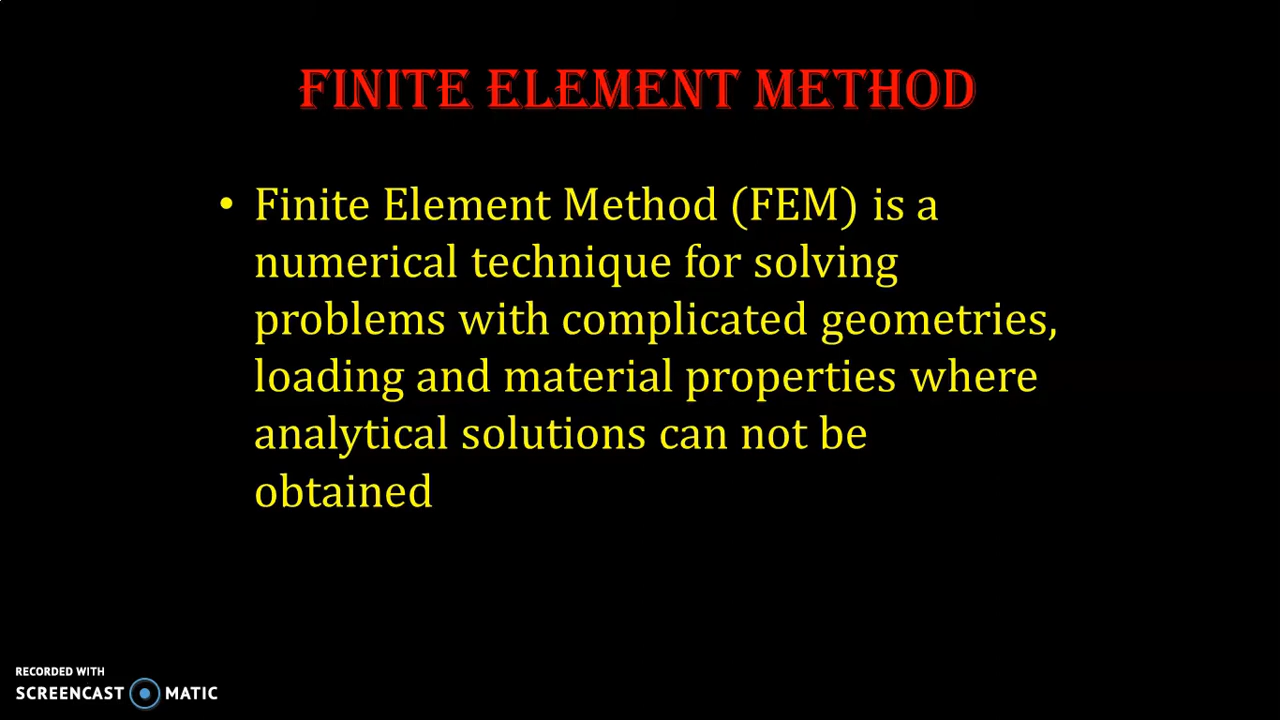 FINITE ELEMENT METHOD
• Finite Element Method (FEM) is a
numerical technique for solving
problems with complicated geometries,
loading and material properties where
analytical solutions can not be
obtained
RECORDED WITH
SCREENCAST MATIC